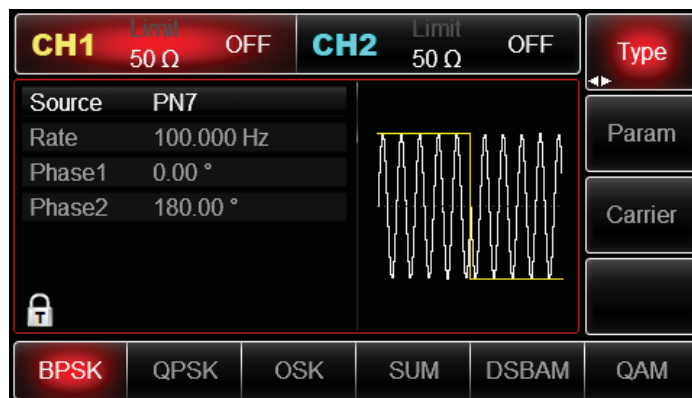 CH1 Limit 50 Ω OFF CH2 Limit 50 Ω OFF Type
Source PN7
Rate 100.000 Hz
Param
Phase1 0.00 °
Phase2 180.00 °
Carrier
T
BPSK QPSK OSK SUM DSBAM QAM